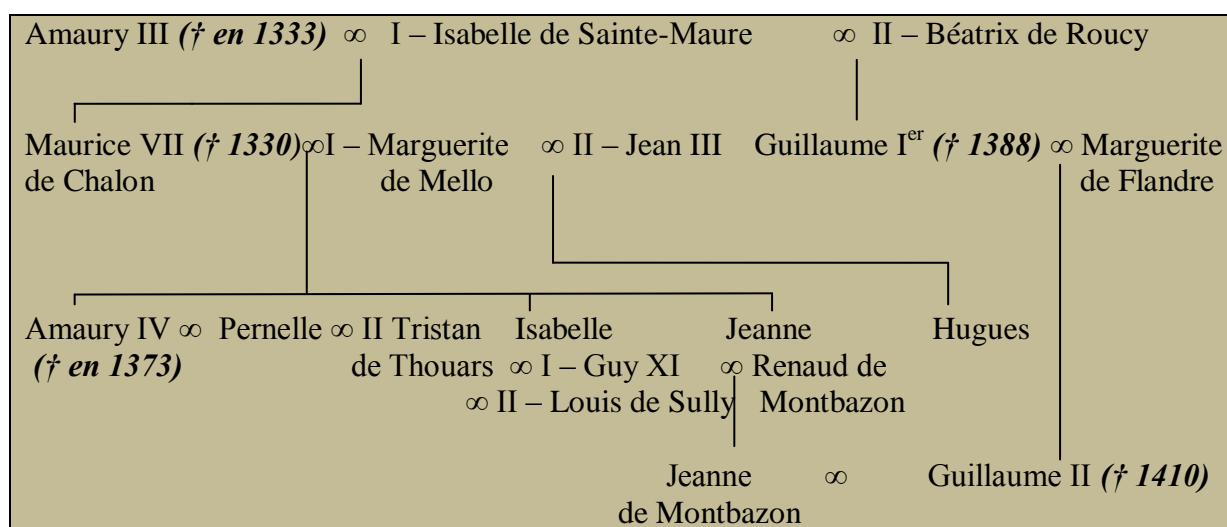 Amaury III († en 1333) ∞ I – Isabelle de Sainte-Maure ∞ II – Béatrix de Roucy
Maurice VII († 1330)∞I – Marguerite ∞ II – Jean III Guillaume Ier († 1388) ∞ Marguerite
de Chalon de Mello de Flandre
Amaury IV ∞ Pernelle ∞ II Tristan Isabelle Jeanne Hugues
(† en 1373) de Thouars ∞ I – Guy XI ∞ Renaud de
∞ II – Louis de Sully Montbazon
Jeanne ∞ Guillaume II († 1410)
de Montbazon